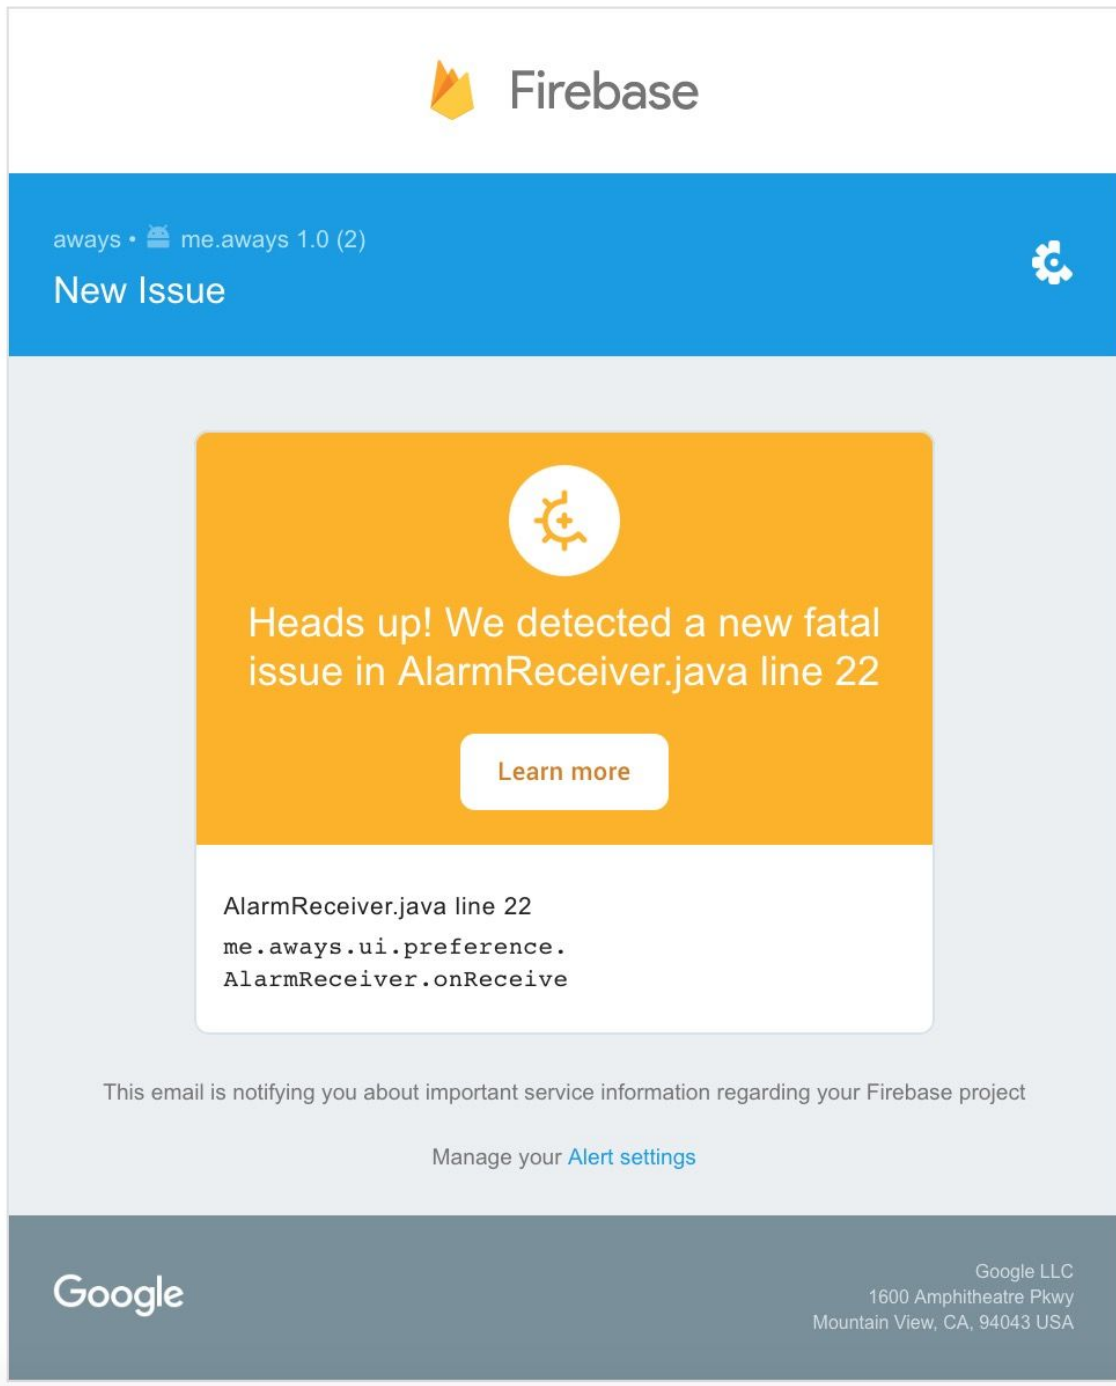 Firebase
aways • me.aways 1.0 (2)
New Issue
Heads up! We detected a new fatal
issue in AlarmReceiver.java line 22
Learn more
AlarmReceiver.java line 22
me.aways.ui.preference.
AlarmReceiver.onReceive
This email is notifying you about important service information regarding your Firebase project
Manage your Alert settings
Google
Google LLC
1600 Amphitheatre Pkwy
Mountain View, CA, 94043 USA